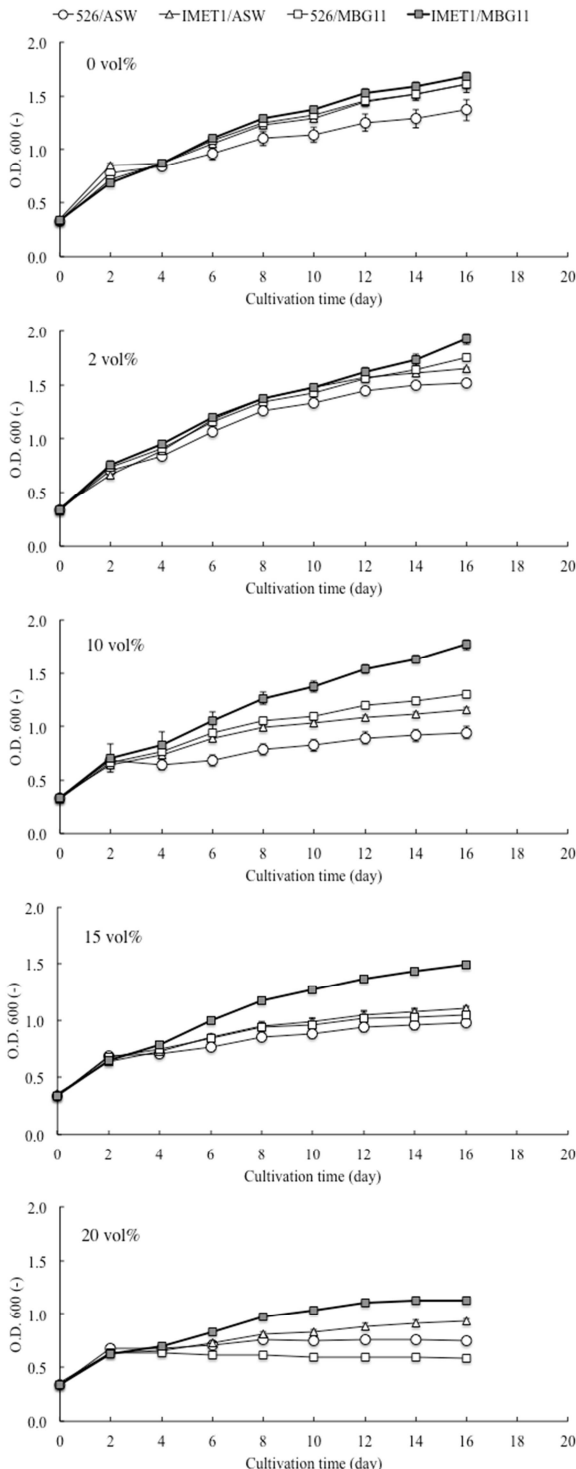 526/ASW IMET1/ASW 526/MBG11 IMET1/MBG11
2.0
0 vol%
1.5
1.0
0.5
0.0
O.D. 600 (-)
0 2 4 6 8 10 12 14 16 18 20
Cultivation time (day)
2.0
2 vol%
1.5
1.0
0.5
0.0
O.D. 600 (-)
0 2 4 6 8 10 12 14 16 18 20
Cultivation time (day)
2.0
10 vol%
1.5
1.0
0.5
0.0
O.D. 600 (-)
0 2 4 6 8 10 12 14 16 18 20
Cultivation time (day)
2.0
15 vol%
1.5
1.0
0.5
0.0
O.D. 600 (-)
0 2 4 6 8 10 12 14 16 18 20
Cultivation time (day)
2.0
20 vol%
1.5
1.0
0.5
0.0
O.D. 600 (-)
0 2 4 6 8 10 12 14 16 18 20
Cultivation time (day)